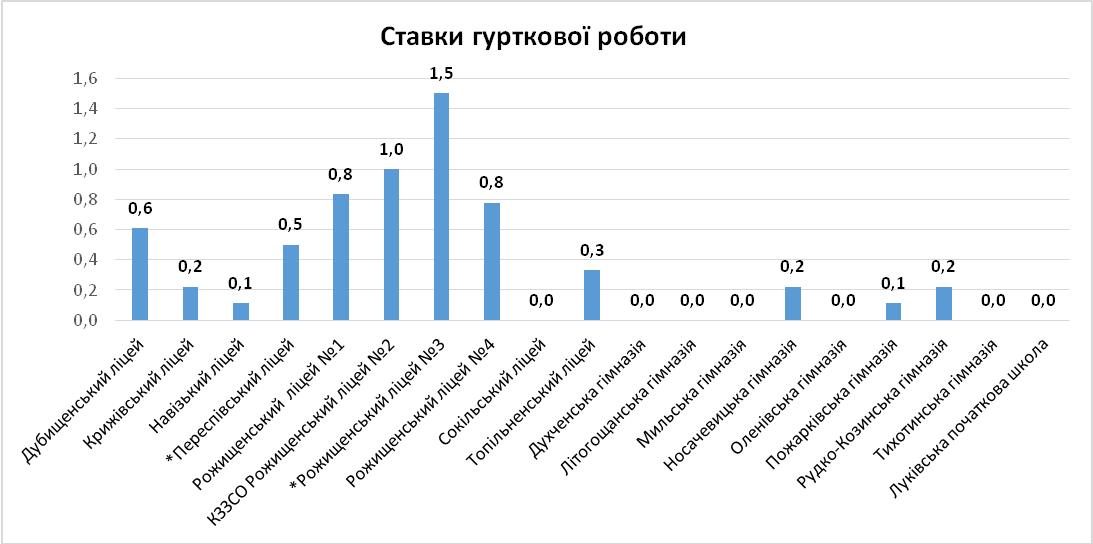 Ставки гурткової роботи
1,6
1,4
1,2
1,0
0,8
0,6
0,4
0,2
0,0
0,6
0,2
0,1
0,5
0,8
1,0
1,5
0,8
0,0
0,3
0,0
0,0
0,0
0,2
0,0
0,1
0,2
0,0
0,0
Дубищенський ліцей
Крижівський ліцей
Навізький ліцей
*Переспівський ліцей
Рожищенський ліцей №1
КЗЗСО Рожищенський ліцей №2
*Рожищенський ліцей №3
Рожищенський ліцей №4
Сокільський ліцей
Топільненський ліцей
Духченська гімназія
Літогощанська гімназія
Мильська гімназія
Носачевицька гімназія
Оленівська гімназія
Пожарківська гімназія
Рудко-Козинська гімназія
Тихотинська гімназія
Луківська початкова школа